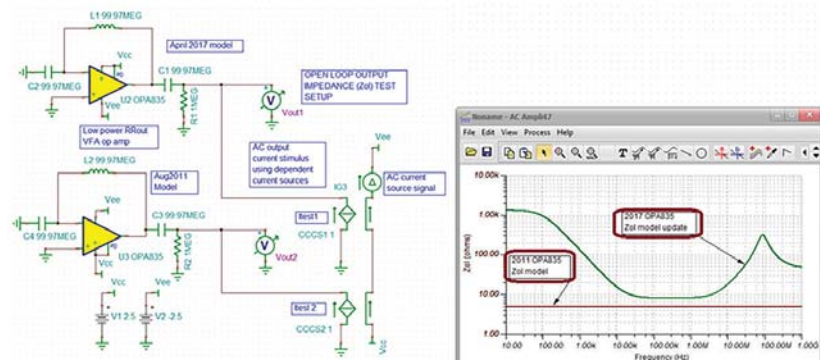 L1 99.97MEG
April 2017 model
Vcc
C1 99.97MEG
C2 99.97MEG
U2 OPA835
Vee
R1 1MEG
V
Vout1
OPEN LOOP OUTPUT
IMPEDANCE (Zol) TEST
SETUP
Low power RRout
VFA op amp
L2 99.97MEG
Aug2011
Model
AC output
current stimulus
using dependent
current sources
Vee
AC current
source signal
IG3
Itest1
CCCS1 1
Vee
C3 99.97MEG
C4 99.97MEG
U3 OPA835
Vcc
R2 1MEG
V
Vout2
Vcc
Vee
V1 2.5
V2 -2.5
Itest 2
CCCS2 1
Vcc
Noname - AC Ampli47
File Edit View Process Help
T
10.00k
1.00k
100.00
10.00
1.00
Zol [ohms]
2017 OPA835
Zol model update
2011 OPA835
Zol model
10.00 100.00 1.00k 10.00k 100.00k 1.00M 10.00M 100.00M 1.00G
Frequency (Hz)